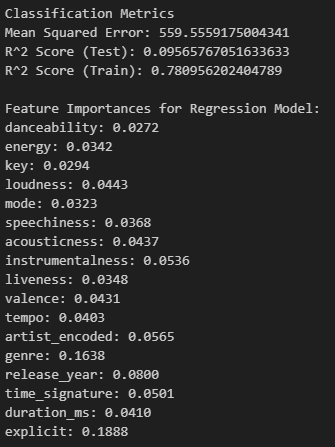 Classification Metrics
Mean Squared Error: 559.5559175004341
R^2 Score (Test): 0.09565767051633633
R^2 Score (Train): 0.780956202404789

Feature Importances for Regression Model:
danceability: 0.0272
energy: 0.0342
key: 0.0294
loudness: 0.0443
mode: 0.0323
speechiness: 0.0368
acousticness: 0.0437
instrumentalness: 0.0536
liveness: 0.0348
valence: 0.0431
tempo: 0.0403
artist_encoded: 0.0565
genre: 0.1638
release_year: 0.0800
time_signature: 0.0501
duration_ms: 0.0410
explicit: 0.1888